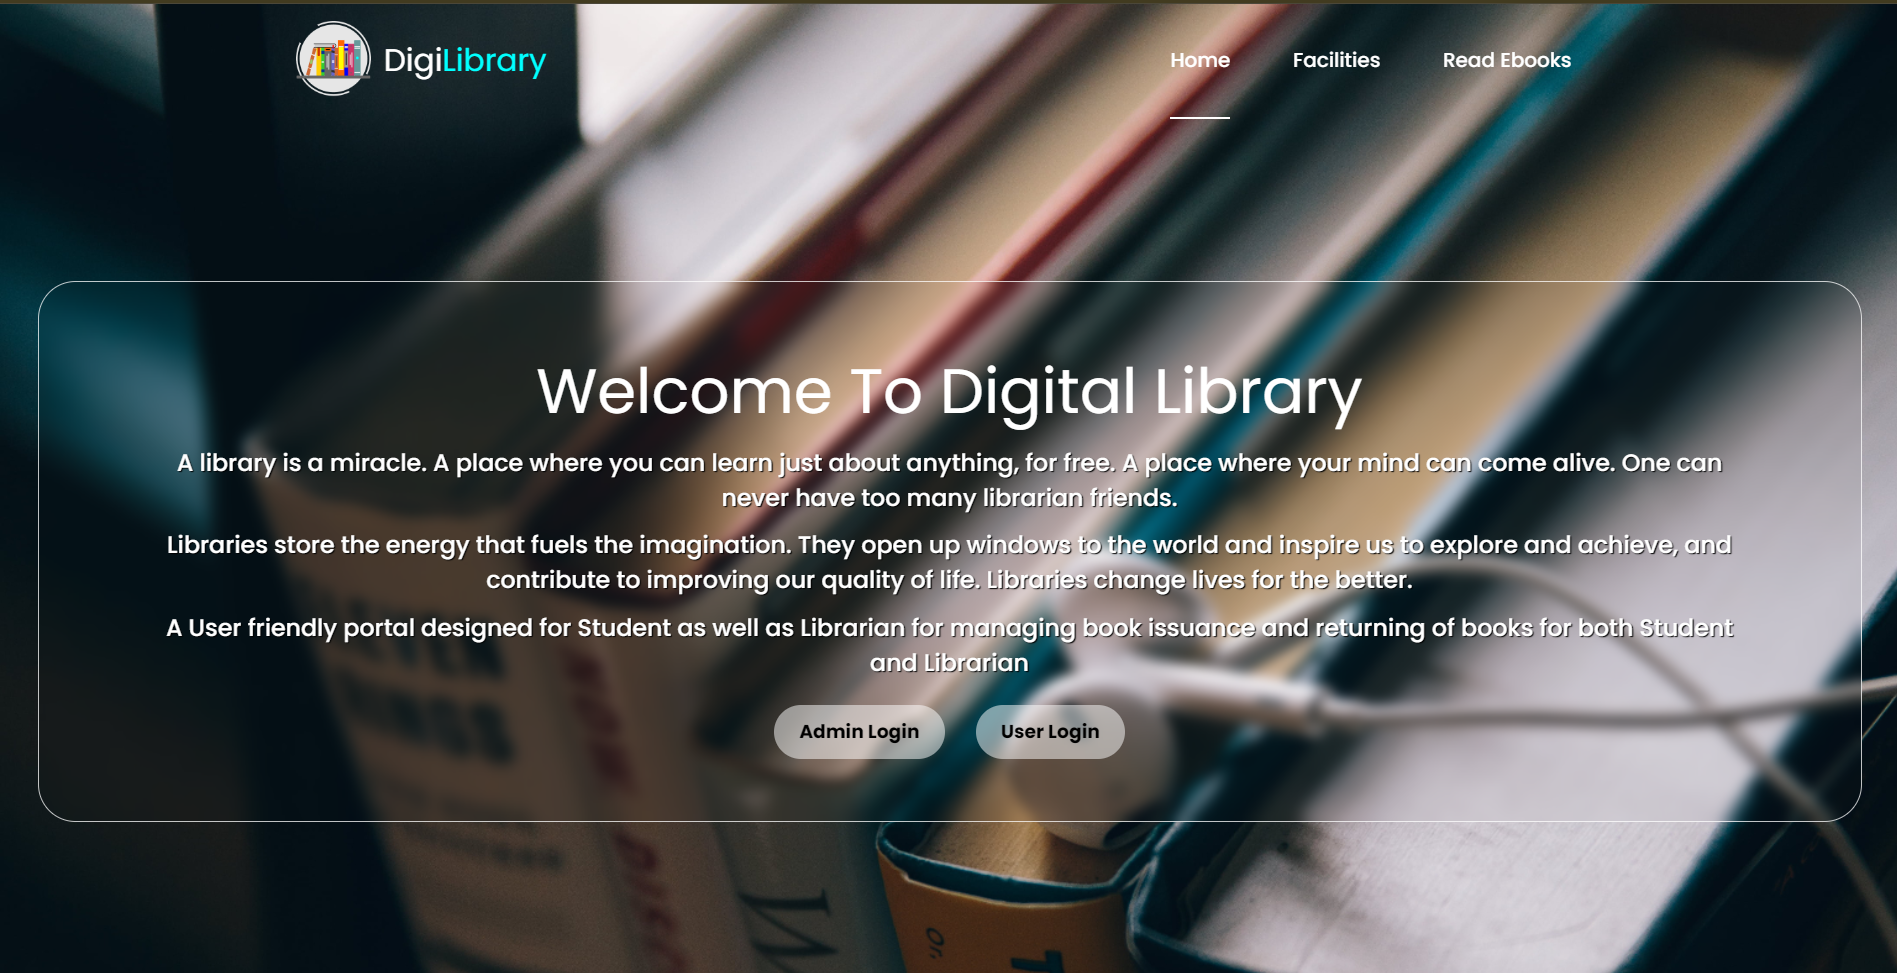 DigiLibrary
Home
Facilities
Read Ebooks
Welcome To Digital Library
A library is a miracle. A place where you can learn just about anything, for free. A place where your mind can come alive. One can
never have too many librarian friends.
Libraries store the energy that fuels the imagination. They open up windows to the world and inspire us to explore and achieve, and
contribute to improving our quality of life. Libraries change lives for the better.
A User friendly portal designed for Student as well as Librarian for managing book issuance and returning of books for both Student
and Librarian
Admin Login
User Login